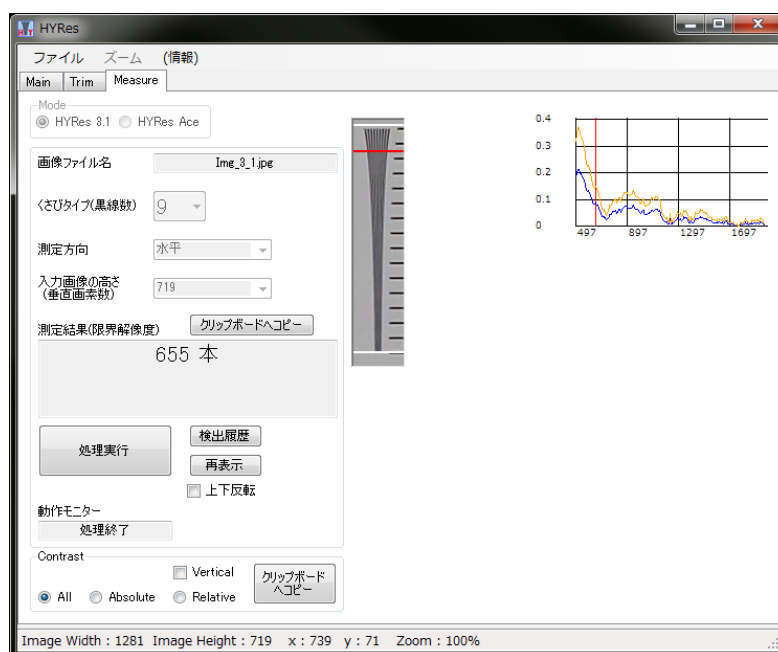 HYRes
ファイル ズーム (情報)
Main Trim Measure
Mode
HYRes 3.1 HYRes Ace
画像ファイル名 Img_3_1.jpg
くさびタイプ(黒線数) 9
測定方向 水平
入力画像の高さ
(垂直画素数) 719
測定結果(限界解像度) クリップボードへコピー
655 本
処理実行
検出履歴
再表示
上下反転
動作モニター
処理終了
Contrast
Vertical
All Absolute Relative
クリップボード
へコピー
0.4
0.3
0.2
0.1
0
497 897 1297 1697
Image Width : 1281 Image Height : 719 x : 739 y : 71 Zoom : 100%